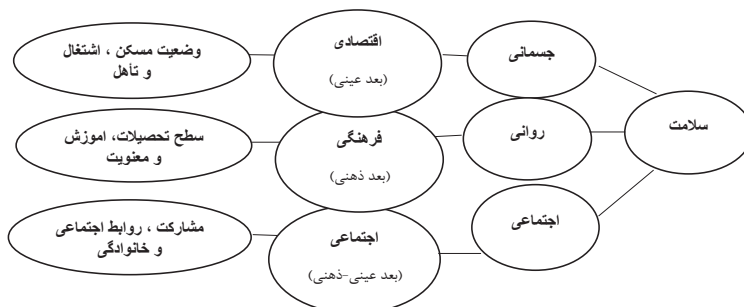 سلامت
جسمانی
روانی
اجتماعی
اقتصادی
(بعد عینی)
فرهنگی
(بعد ذهنی)
اجتماعی
(بعد عینی-ذهنی)
وضعیت مسکن ، اشتغال
و تأهل
سطح تحصیلات، اموزش
و معنویت
مشارکت ، روابط اجتماعی
و خانوادگی